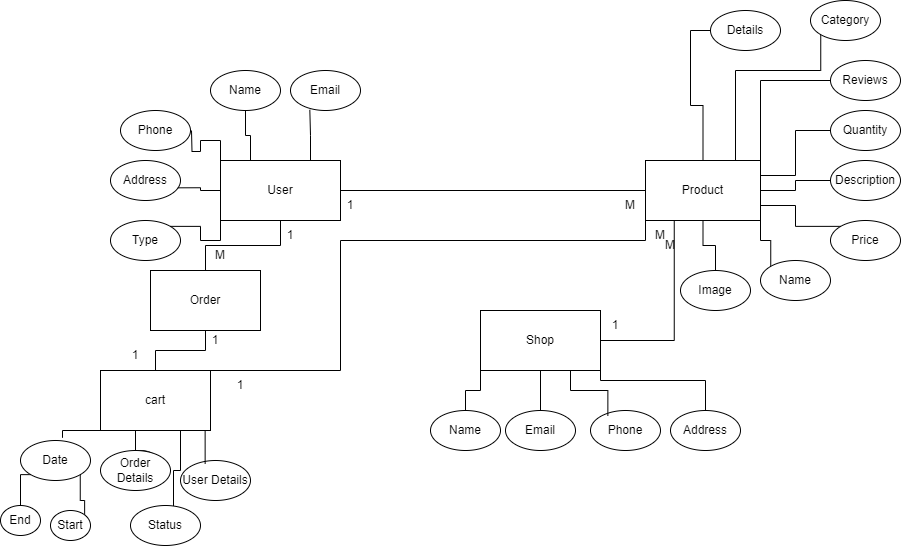 Category
Details
Reviews
Name
Email
Phone
Quantity
Address
User
Product
Description
1
M
Type
1
M
M
Price
M
Order
Image
Name
1
Shop
1
1
1
cart
Name
Email
Phone
Address
Date
Order
Details
User Details
End
Start
Status